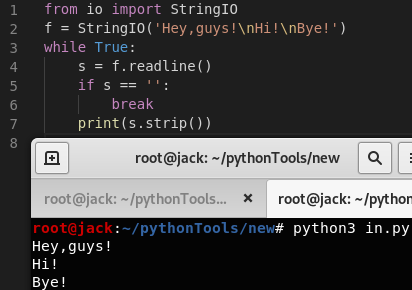 1 from io import StringIO
2 f = StringIO('Hey,guys!\nHi!\nBye!')
3 while True:
4 s = f.readline()
5 if s == '':
6 break
7 print(s.strip())
8
root@jack: ~/pythonTools/new
root@jack: ~/pythonTools... × root@jack: ~/pythonTools/new
root@jack:~/pythonTools/new# python3 in.py
Hey,guys!
Hi!
Bye!